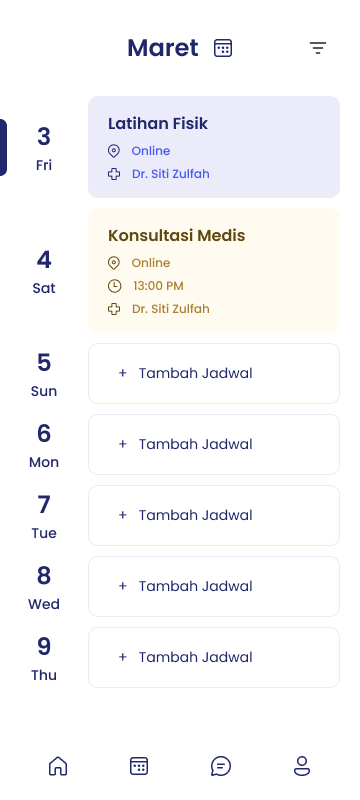 Maret
3
Fri
Latihan Fisik
Online
Dr. Siti Zulfah
4
Sat
Konsultasi Medis
Online
13:00 PM
Dr. Siti Zulfah
5
Sun
+ Tambah Jadwal
6
Mon
+ Tambah Jadwal
7
Tue
+ Tambah Jadwal
8
Wed
+ Tambah Jadwal
9
Thu
+ Tambah Jadwal